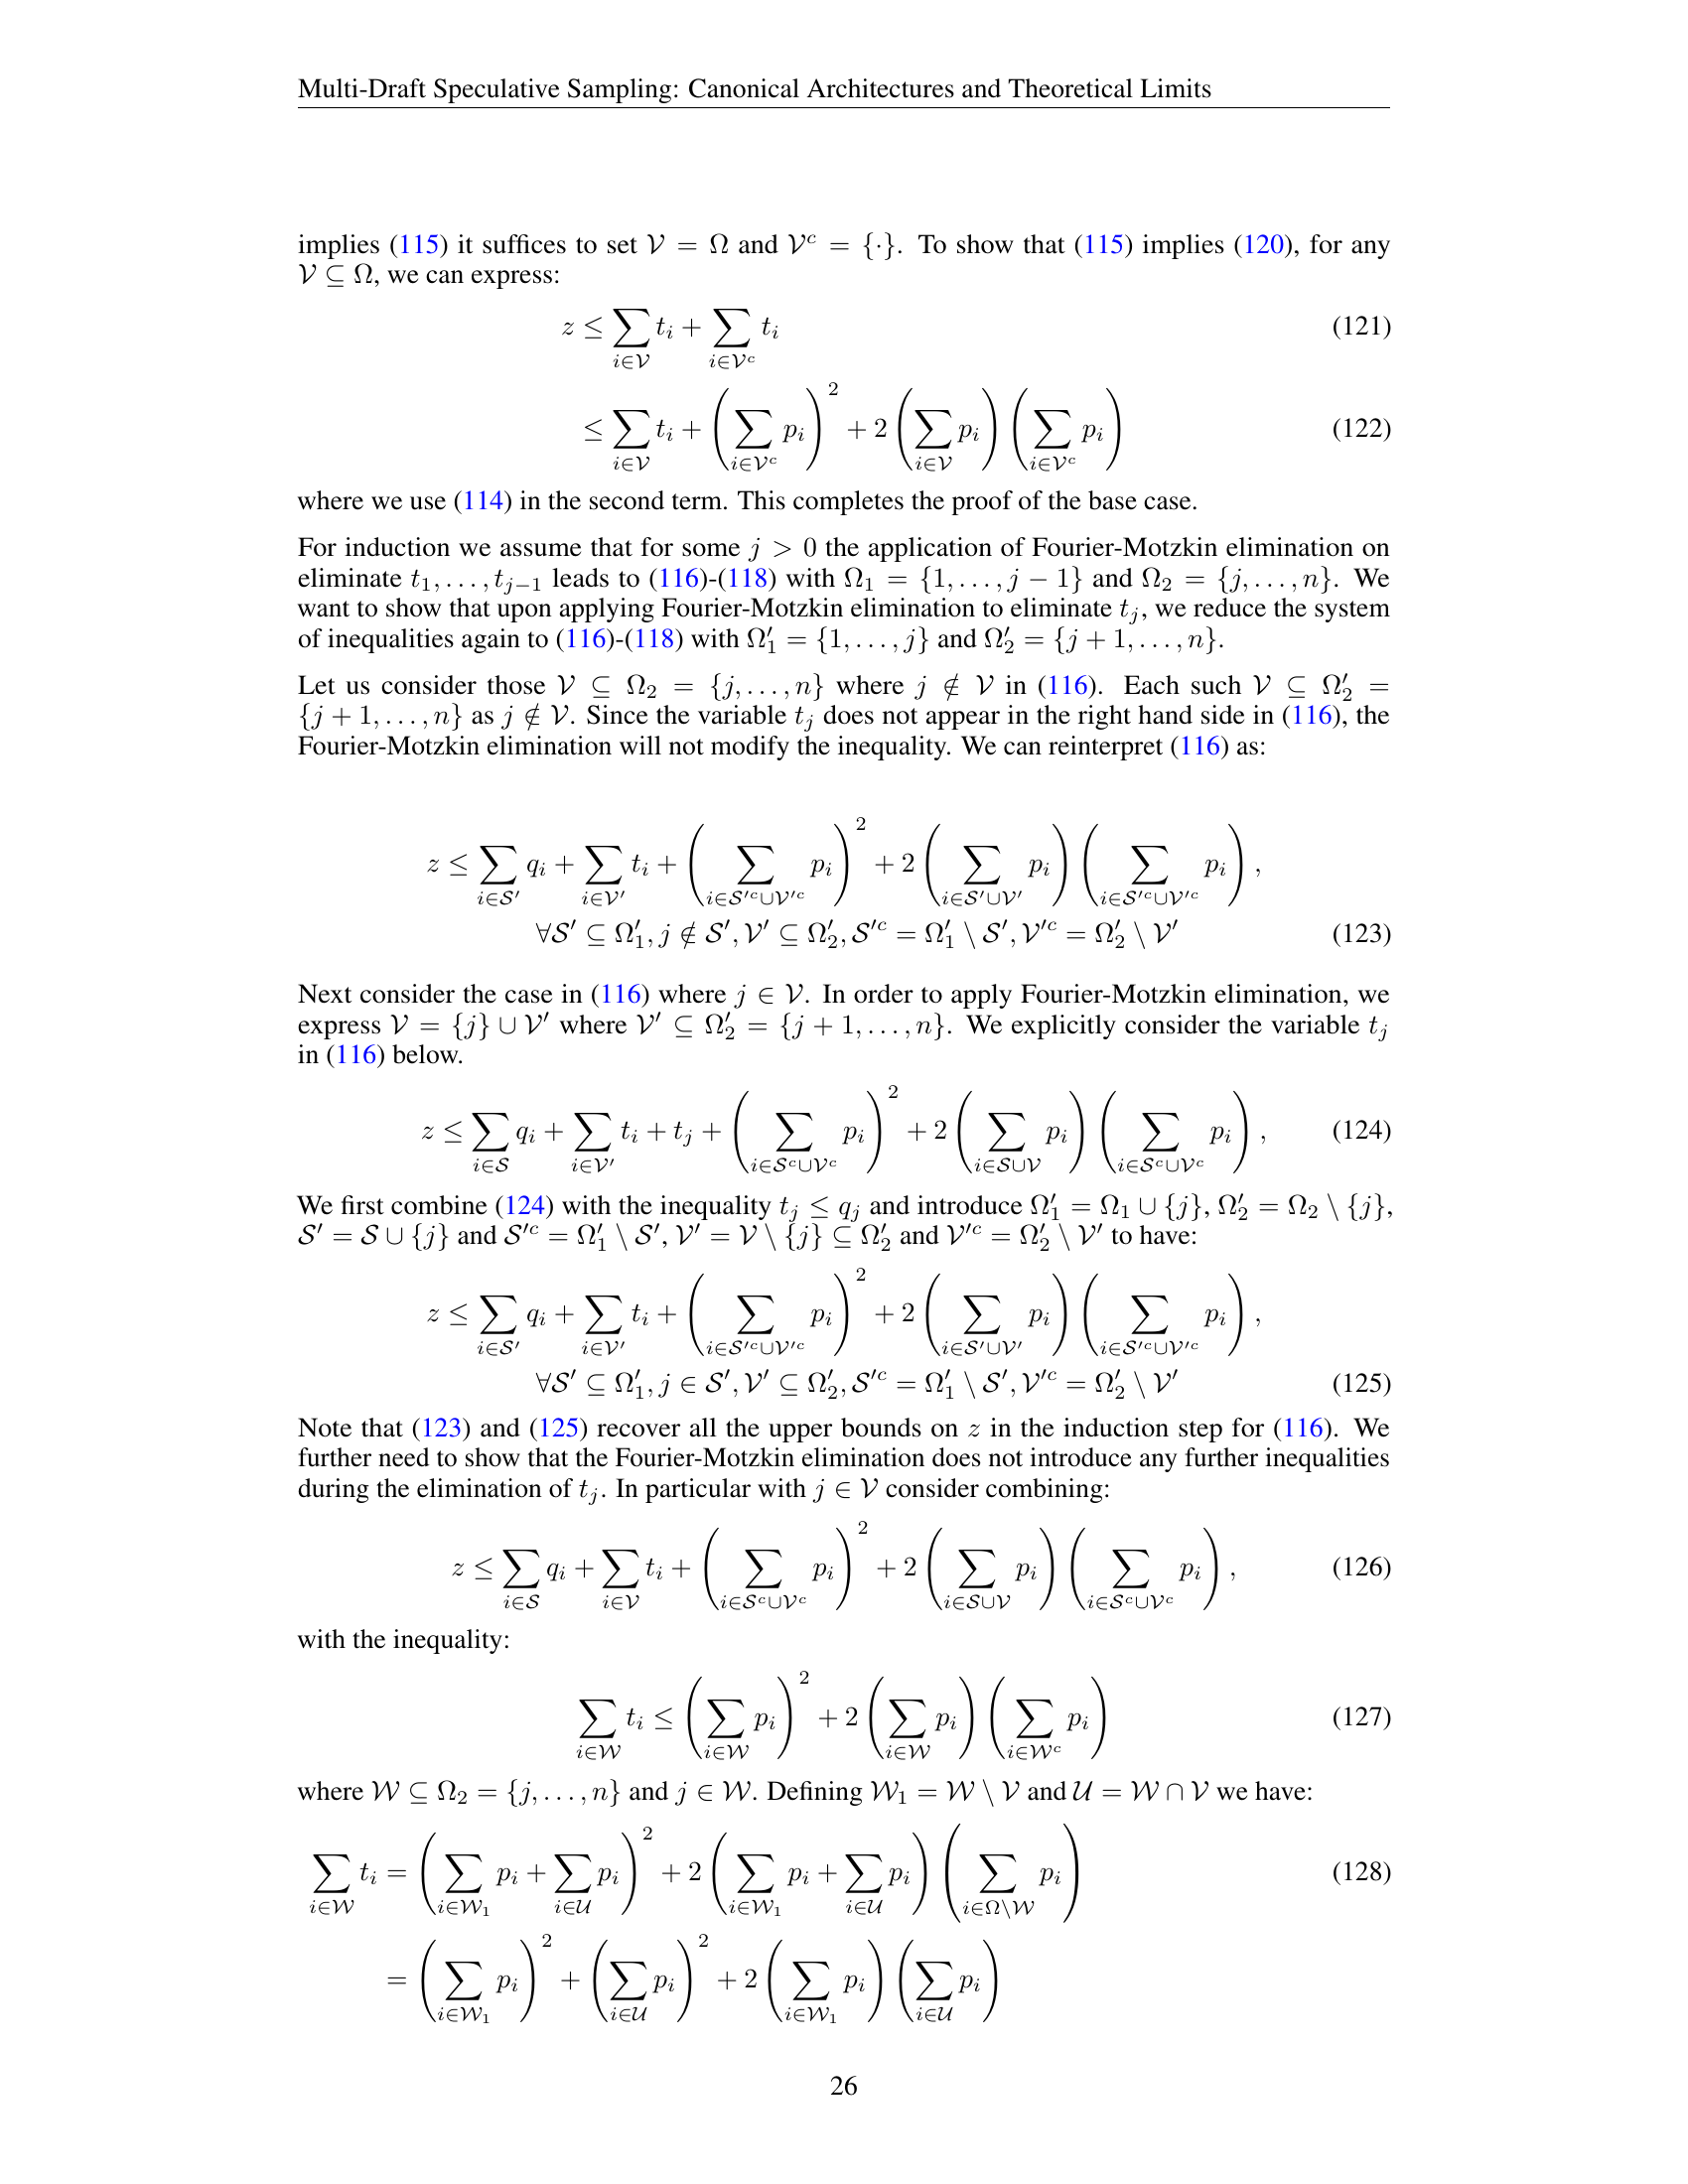 Multi-Draft Speculative Sampling: Canonical Architectures and Theoretical Limits
implies (115) it suffices to set $\mathcal{V} = \Omega$ and $\mathcal{V}^c = \{\cdot\}$. To show that (115) implies (120), for any
$\mathcal{V} \subseteq \Omega$, we can express:
$z \leq \sum_{i \in \mathcal{V}} t_i + \sum_{i \in \mathcal{V}^c} t_i$ (121)
$\leq \sum_{i \in \mathcal{V}} t_i + \left( \sum_{i \in \mathcal{V}^c} p_i \right)^2 + 2 \left( \sum_{i \in \mathcal{V}} p_i \right) \left( \sum_{i \in \mathcal{V}^c} p_i \right)$ (122)
where we use (114) in the second term. This completes the proof of the base case.
For induction we assume that for some $j > 0$ the application of Fourier-Motzkin elimination on
eliminate $t_1, \ldots, t_{j-1}$ leads to (116)-(118) with $\Omega_1 = \{1, \ldots, j-1\}$ and $\Omega_2 = \{j, \ldots, n\}$. We
want to show that upon applying Fourier-Motzkin elimination to eliminate $t_j$, we reduce the system
of inequalities again to (116)-(118) with $\Omega_1' = \{1, \ldots, j\}$ and $\Omega_2' = \{j+1, \ldots, n\}$.
Let us consider those $\mathcal{V} \subseteq \Omega_2 = \{j, \ldots, n\}$ where $j \notin \mathcal{V}$ in (116). Each such $\mathcal{V} \subseteq \Omega_2' =$
$\{j+1, \ldots, n\}$ as $j \notin \mathcal{V}$. Since the variable $t_j$ does not appear in the right hand side in (116), the
Fourier-Motzkin elimination will not modify the inequality. We can reinterpret (116) as:
$z \leq \sum_{i \in \mathcal{S}'} q_i + \sum_{i \in \mathcal{V}'} t_i + \left( \sum_{i \in \mathcal{S}'^c \cup \mathcal{V}'^c} p_i \right)^2 + 2 \left( \sum_{i \in \mathcal{S}' \cup \mathcal{V}'} p_i \right) \left( \sum_{i \in \mathcal{S}'^c \cup \mathcal{V}'^c} p_i \right),$
$\forall \mathcal{S}' \subseteq \Omega_1', j \notin \mathcal{S}', \mathcal{V}' \subseteq \Omega_2', \mathcal{S}'^c = \Omega_1' \setminus \mathcal{S}', \mathcal{V}'^c = \Omega_2' \setminus \mathcal{V}'$ (123)
Next consider the case in (116) where $j \in \mathcal{V}$. In order to apply Fourier-Motzkin elimination, we
express $\mathcal{V} = \{j\} \cup \mathcal{V}'$ where $\mathcal{V}' \subseteq \Omega_2' = \{j+1, \ldots, n\}$. We explicitly consider the variable $t_j$
in (116) below.
$z \leq \sum_{i \in \mathcal{S}} q_i + \sum_{i \in \mathcal{V}'} t_i + t_j + \left( \sum_{i \in \mathcal{S}^c \cup \mathcal{V}^c} p_i \right)^2 + 2 \left( \sum_{i \in \mathcal{S} \cup \mathcal{V}} p_i \right) \left( \sum_{i \in \mathcal{S}^c \cup \mathcal{V}^c} p_i \right),$ (124)
We first combine (124) with the inequality $t_j \leq q_j$ and introduce $\Omega_1' = \Omega_1 \cup \{j\}, \Omega_2' = \Omega_2 \setminus \{j\}$,
$\mathcal{S}' = \mathcal{S} \cup \{j\}$ and $\mathcal{S}'^c = \Omega_1' \setminus \mathcal{S}', \mathcal{V}' = \mathcal{V} \setminus \{j\} \subseteq \Omega_2'$ and $\mathcal{V}'^c = \Omega_2' \setminus \mathcal{V}'$ to have:
$z \leq \sum_{i \in \mathcal{S}'} q_i + \sum_{i \in \mathcal{V}'} t_i + \left( \sum_{i \in \mathcal{S}'^c \cup \mathcal{V}'^c} p_i \right)^2 + 2 \left( \sum_{i \in \mathcal{S}' \cup \mathcal{V}'} p_i \right) \left( \sum_{i \in \mathcal{S}'^c \cup \mathcal{V}'^c} p_i \right),$
$\forall \mathcal{S}' \subseteq \Omega_1', j \in \mathcal{S}', \mathcal{V}' \subseteq \Omega_2', \mathcal{S}'^c = \Omega_1' \setminus \mathcal{S}', \mathcal{V}'^c = \Omega_2' \setminus \mathcal{V}'$ (125)
Note that (123) and (125) recover all the upper bounds on $z$ in the induction step for (116). We
further need to show that the Fourier-Motzkin elimination does not introduce any further inequalities
during the elimination of $t_j$. In particular with $j \in \mathcal{V}$ consider combining:
$z \leq \sum_{i \in \mathcal{S}} q_i + \sum_{i \in \mathcal{V}} t_i + \left( \sum_{i \in \mathcal{S}^c \cup \mathcal{V}^c} p_i \right)^2 + 2 \left( \sum_{i \in \mathcal{S} \cup \mathcal{V}} p_i \right) \left( \sum_{i \in \mathcal{S}^c \cup \mathcal{V}^c} p_i \right),$ (126)
with the inequality:
$\sum_{i \in \mathcal{W}} t_i \leq \left( \sum_{i \in \mathcal{W}} p_i \right)^2 + 2 \left( \sum_{i \in \mathcal{W}} p_i \right) \left( \sum_{i \in \mathcal{W}^c} p_i \right)$ (127)
where $\mathcal{W} \subseteq \Omega_2 = \{j, \ldots, n\}$ and $j \in \mathcal{W}$. Defining $\mathcal{W}_1 = \mathcal{W} \setminus \mathcal{V}$ and $\mathcal{U} = \mathcal{W} \cap \mathcal{V}$ we have:
$\sum_{i \in \mathcal{W}} t_i = \left( \sum_{i \in \mathcal{W}_1} p_i + \sum_{i \in \mathcal{U}} p_i \right)^2 + 2 \left( \sum_{i \in \mathcal{W}_1} p_i + \sum_{i \in \mathcal{U}} p_i \right) \left( \sum_{i \in \Omega \setminus \mathcal{W}} p_i \right)$ (128)
$= \left( \sum_{i \in \mathcal{W}_1} p_i \right)^2 + \left( \sum_{i \in \mathcal{U}} p_i \right)^2 + 2 \left( \sum_{i \in \mathcal{W}_1} p_i \right) \left( \sum_{i \in \mathcal{U}} p_i \right)$
26